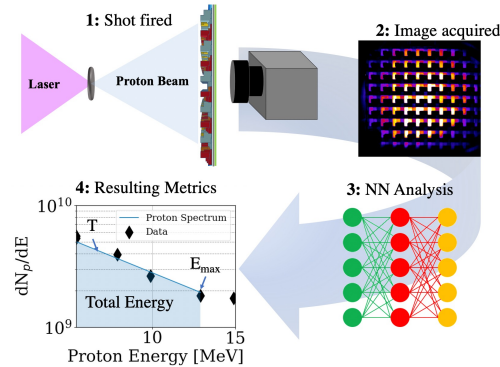 1: Shot fired
2: Image acquired
Laser
Proton Beam
4: Resulting Metrics
3: NN Analysis
10^10
T
Proton Spectrum
Data
dN_p/dE
E_max
Total Energy
10^9
5
10
15
Proton Energy [MeV]